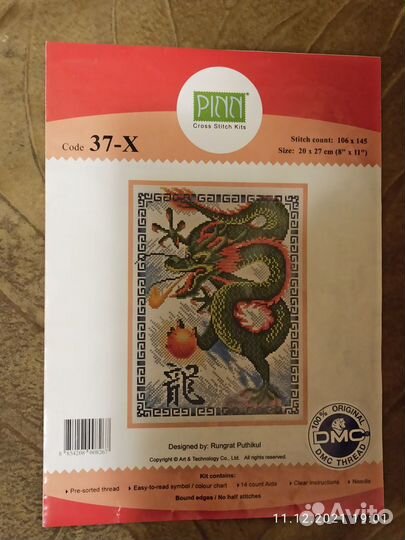 PINN
Cross Stitch Kits
Code 37-X
Stitch count: 106 x 145
Size: 20 x 27 cm (8" x 11")
龍
Designed by: Rungrat Puthikul
Copyright © Art & Technology Co., Ltd. All rights reserved.
100% ORIGINAL
DMC
DMC THREAD
Kit contains:
Pre-sorted thread • Easy-to-read symbol / colour chart • 14 count Aida • Clear instructions • Needle
Bound edges / No half stitches
Avito
11.12.2021 19:01